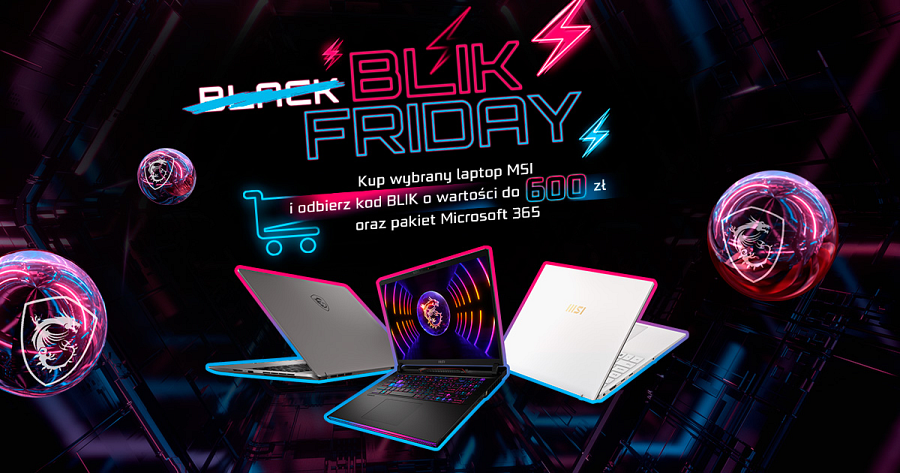 BLACK BLIK
FRIDAY
Kup wybrany laptop MSI
i odbierz kod BLIK o wartości do 600 zł
oraz pakiet Microsoft 365
msi